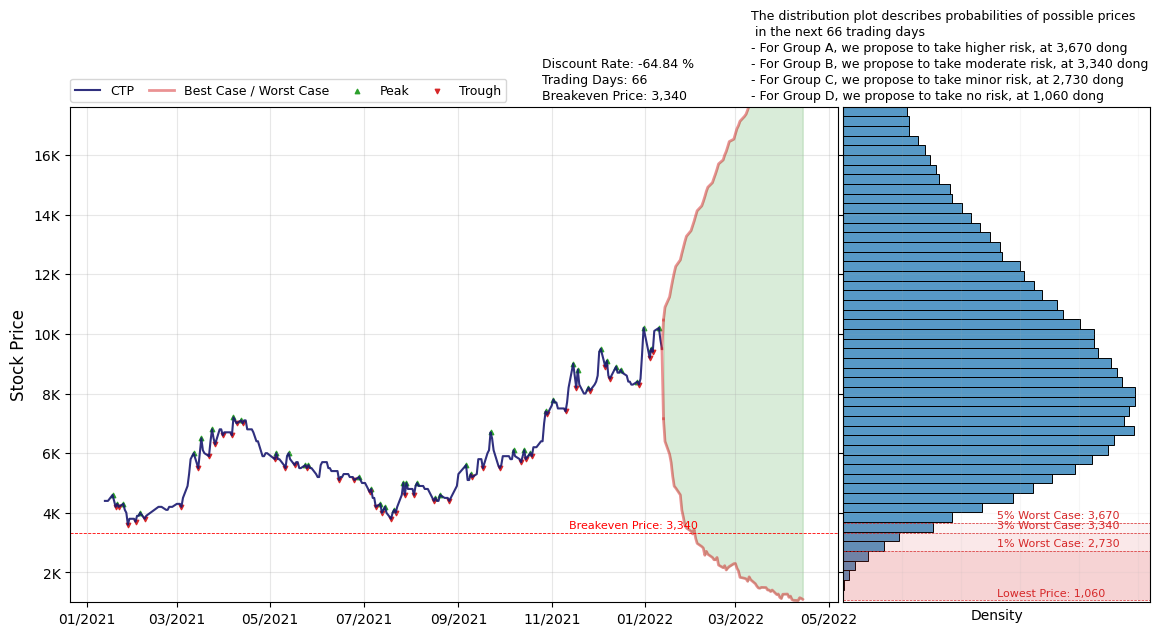 The distribution plot describes probabilities of possible prices
in the next 66 trading days
- For Group A, we propose to take higher risk, at 3,670 dong
- For Group B, we propose to take moderate risk, at 3,340 dong
- For Group C, we propose to take minor risk, at 2,730 dong
- For Group D, we propose to take no risk, at 1,060 dong
Discount Rate: -64.84 %
Trading Days: 66
Breakeven Price: 3,340
CTP
Best Case / Worst Case
Peak
Trough
Stock Price
16K
14K
12K
10K
8K
6K
4K
2K
Breakeven Price: 3,340
5% Worst Case: 3,670
3% Worst Case: 3,340
1% Worst Case: 2,730
Lowest Price: 1,060
01/2021
03/2021
05/2021
07/2021
09/2021
11/2021
01/2022
03/2022
05/2022
Density